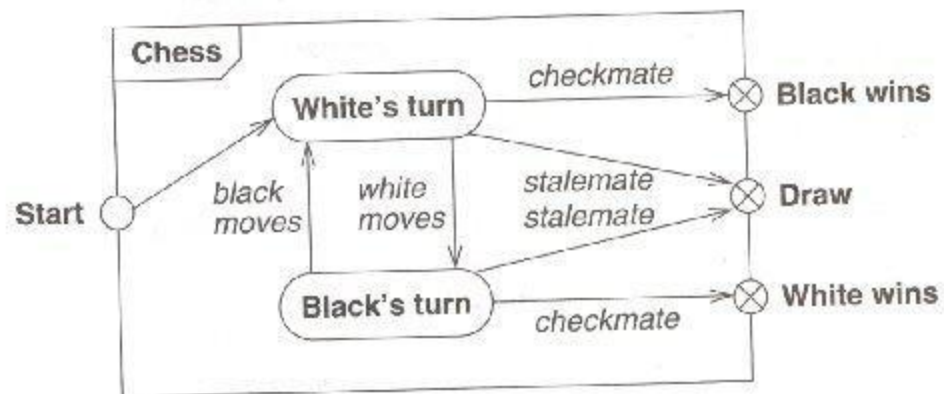 Chess
White's turn
checkmate
Black wins
black
moves
white
moves
stalemate
stalemate
Start
Draw
Black's turn
checkmate
White wins